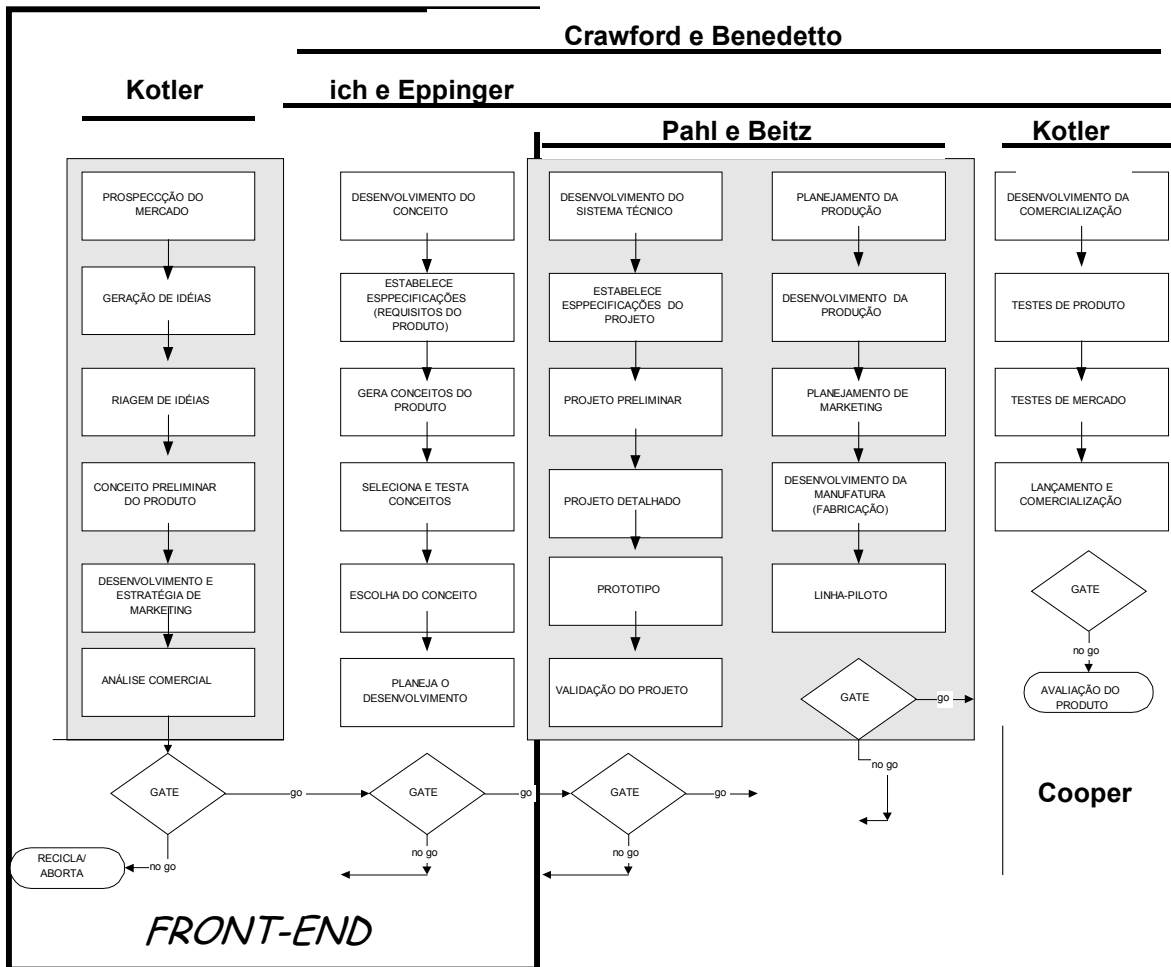 Crawford e Benedetto
Kotler
ich e Eppinger
Pahl e Beitz
Kotler
PROSPECCÇÃO DO
MERCADO
GERAÇÃO DE IDÉIAS
RIAGEM DE IDÉIAS
CONCEITO PRELIMINAR
DO PRODUTO
DESENVOLVIMENTO E
ESTRATÉGIA DE
MARKETING
ANÁLISE COMERCIAL
GATE
go
no go
RECICLA/
ABORTA
DESENVOLVIMENTO DO
CONCEITO
ESTABELECE
ESPPECIFICAÇÕES
(REQUISITOS DO
PRODUTO)
GERA CONCEITOS DO
PRODUTO
SELECIONA E TESTA
CONCEITOS
ESCOLHA DO CONCEITO
PLANEJA O
DESENVOLVIMENTO
GATE
go
no go
DESENVOLVIMENTO DO
SISTEMA TÉCNICO
ESTABELECE
ESPPECIFICAÇÕES DO
PROJETO
PROJETO PRELIMINAR
PROJETO DETALHADO
PROTOTIPO
VALIDAÇÃO DO PROJETO
GATE
go
no go
PLANEJAMENTO DA
PRODUÇÃO
DESENVOLVIMENTO DA
PRODUÇÃO
PLANEJAMENTO DE
MARKETING
DESENVOLVIMENTO DA
MANUFATURA
(FABRICAÇÃO)
LINHA-PILOTO
GATE
go
no go
DESENVOLVIMENTO DA
COMERCIALIZAÇÃO
TESTES DE PRODUTO
TESTES DE MERCADO
LANÇAMENTO E
COMERCIALIZAÇÃO
GATE
no go
AVALIAÇÃO DO
PRODUTO
Cooper
FRONT-END